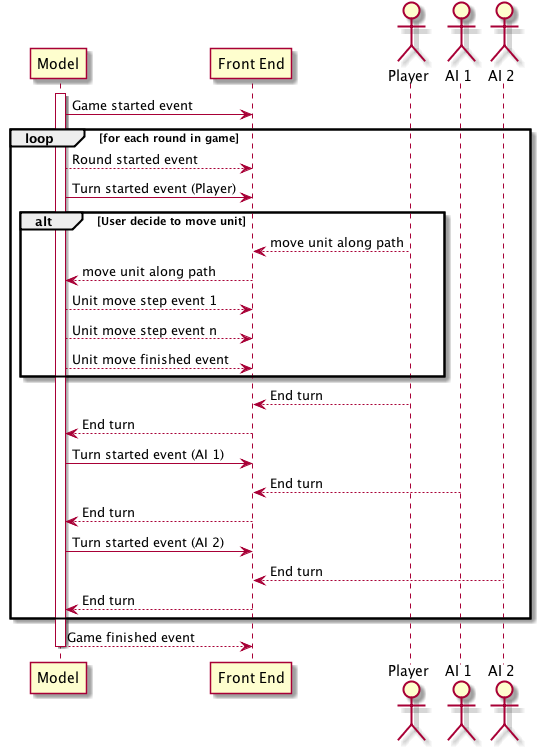 Player AI 1 AI 2
Model Front End
Game started event
loop [for each round in game]
Round started event
Turn started event (Player)
alt [User decide to move unit]
move unit along path
move unit along path
Unit move step event 1
Unit move step event n
Unit move finished event
End turn
End turn
Turn started event (AI 1)
End turn
End turn
Turn started event (AI 2)
End turn
End turn
Game finished event
Model Front End Player AI 1 AI 2